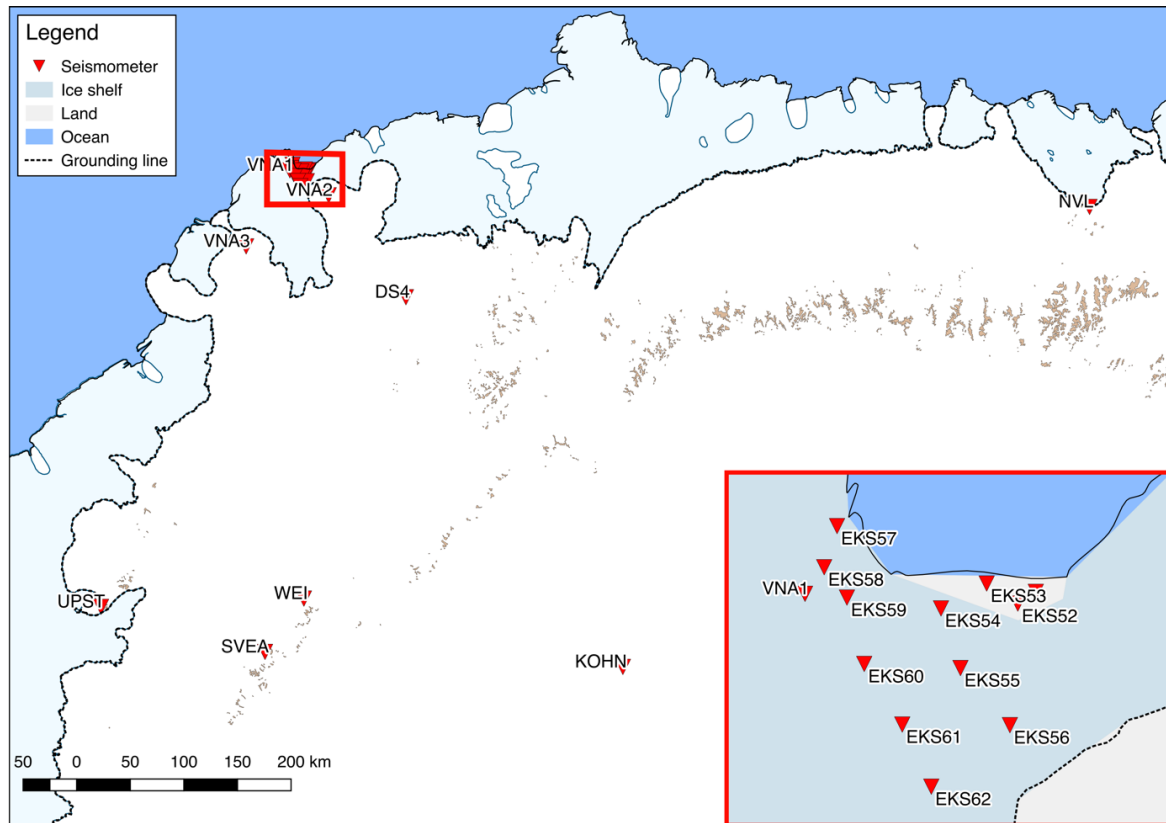 Legend
Seismometer
Ice shelf
Land
Ocean
Grounding line
VNA1
VNA2
NVL
VNA3
DS4
UPST
WEI
SVEA
KOHN
EKS57
EKS58
VNA1
EKS59
EKS53
EKS52
EKS54
EKS60
EKS55
EKS61
EKS56
EKS62
50 0 50 100 150 200 km